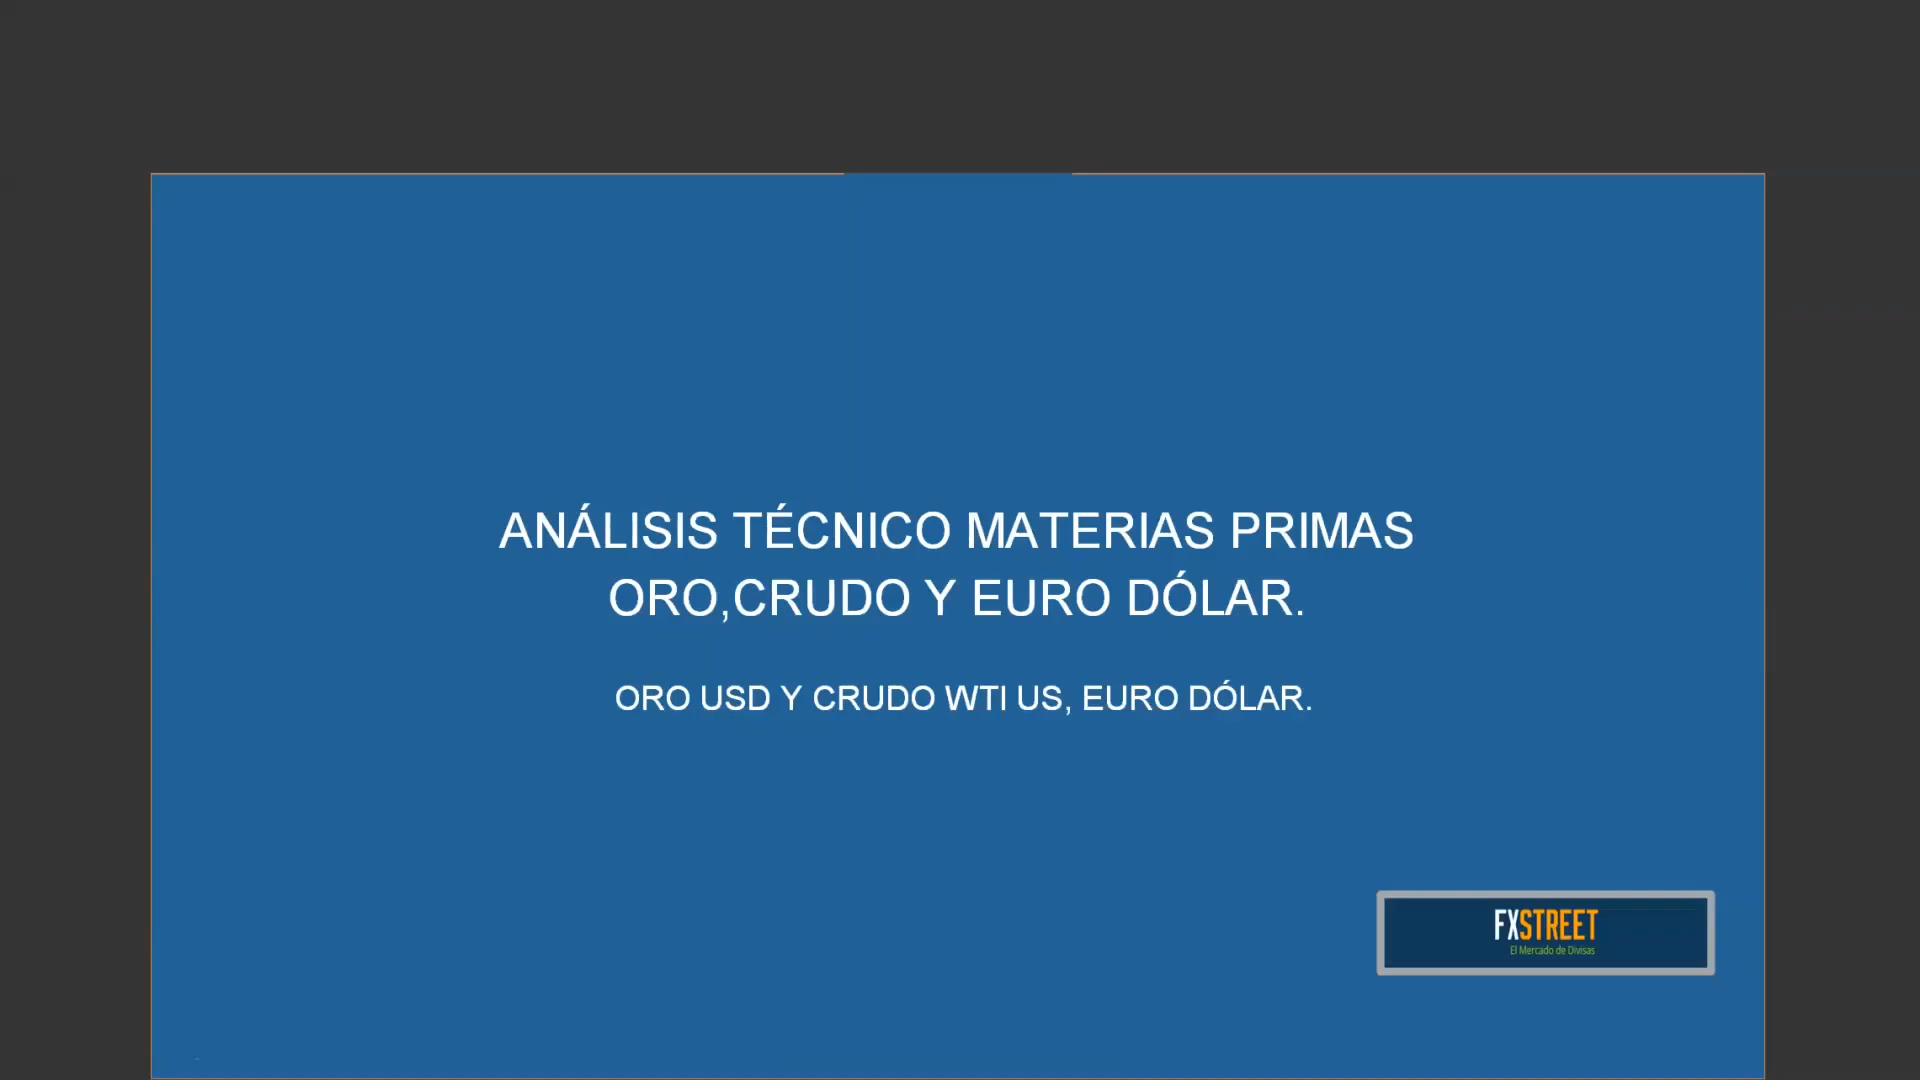 ANÁLISIS TÉCNICO MATERIAS PRIMAS
ORO,CRUDO Y EURO DÓLAR.
ORO USD Y CRUDO WTI US, EURO DÓLAR.
FXSTREET
El Mercado de Divisas